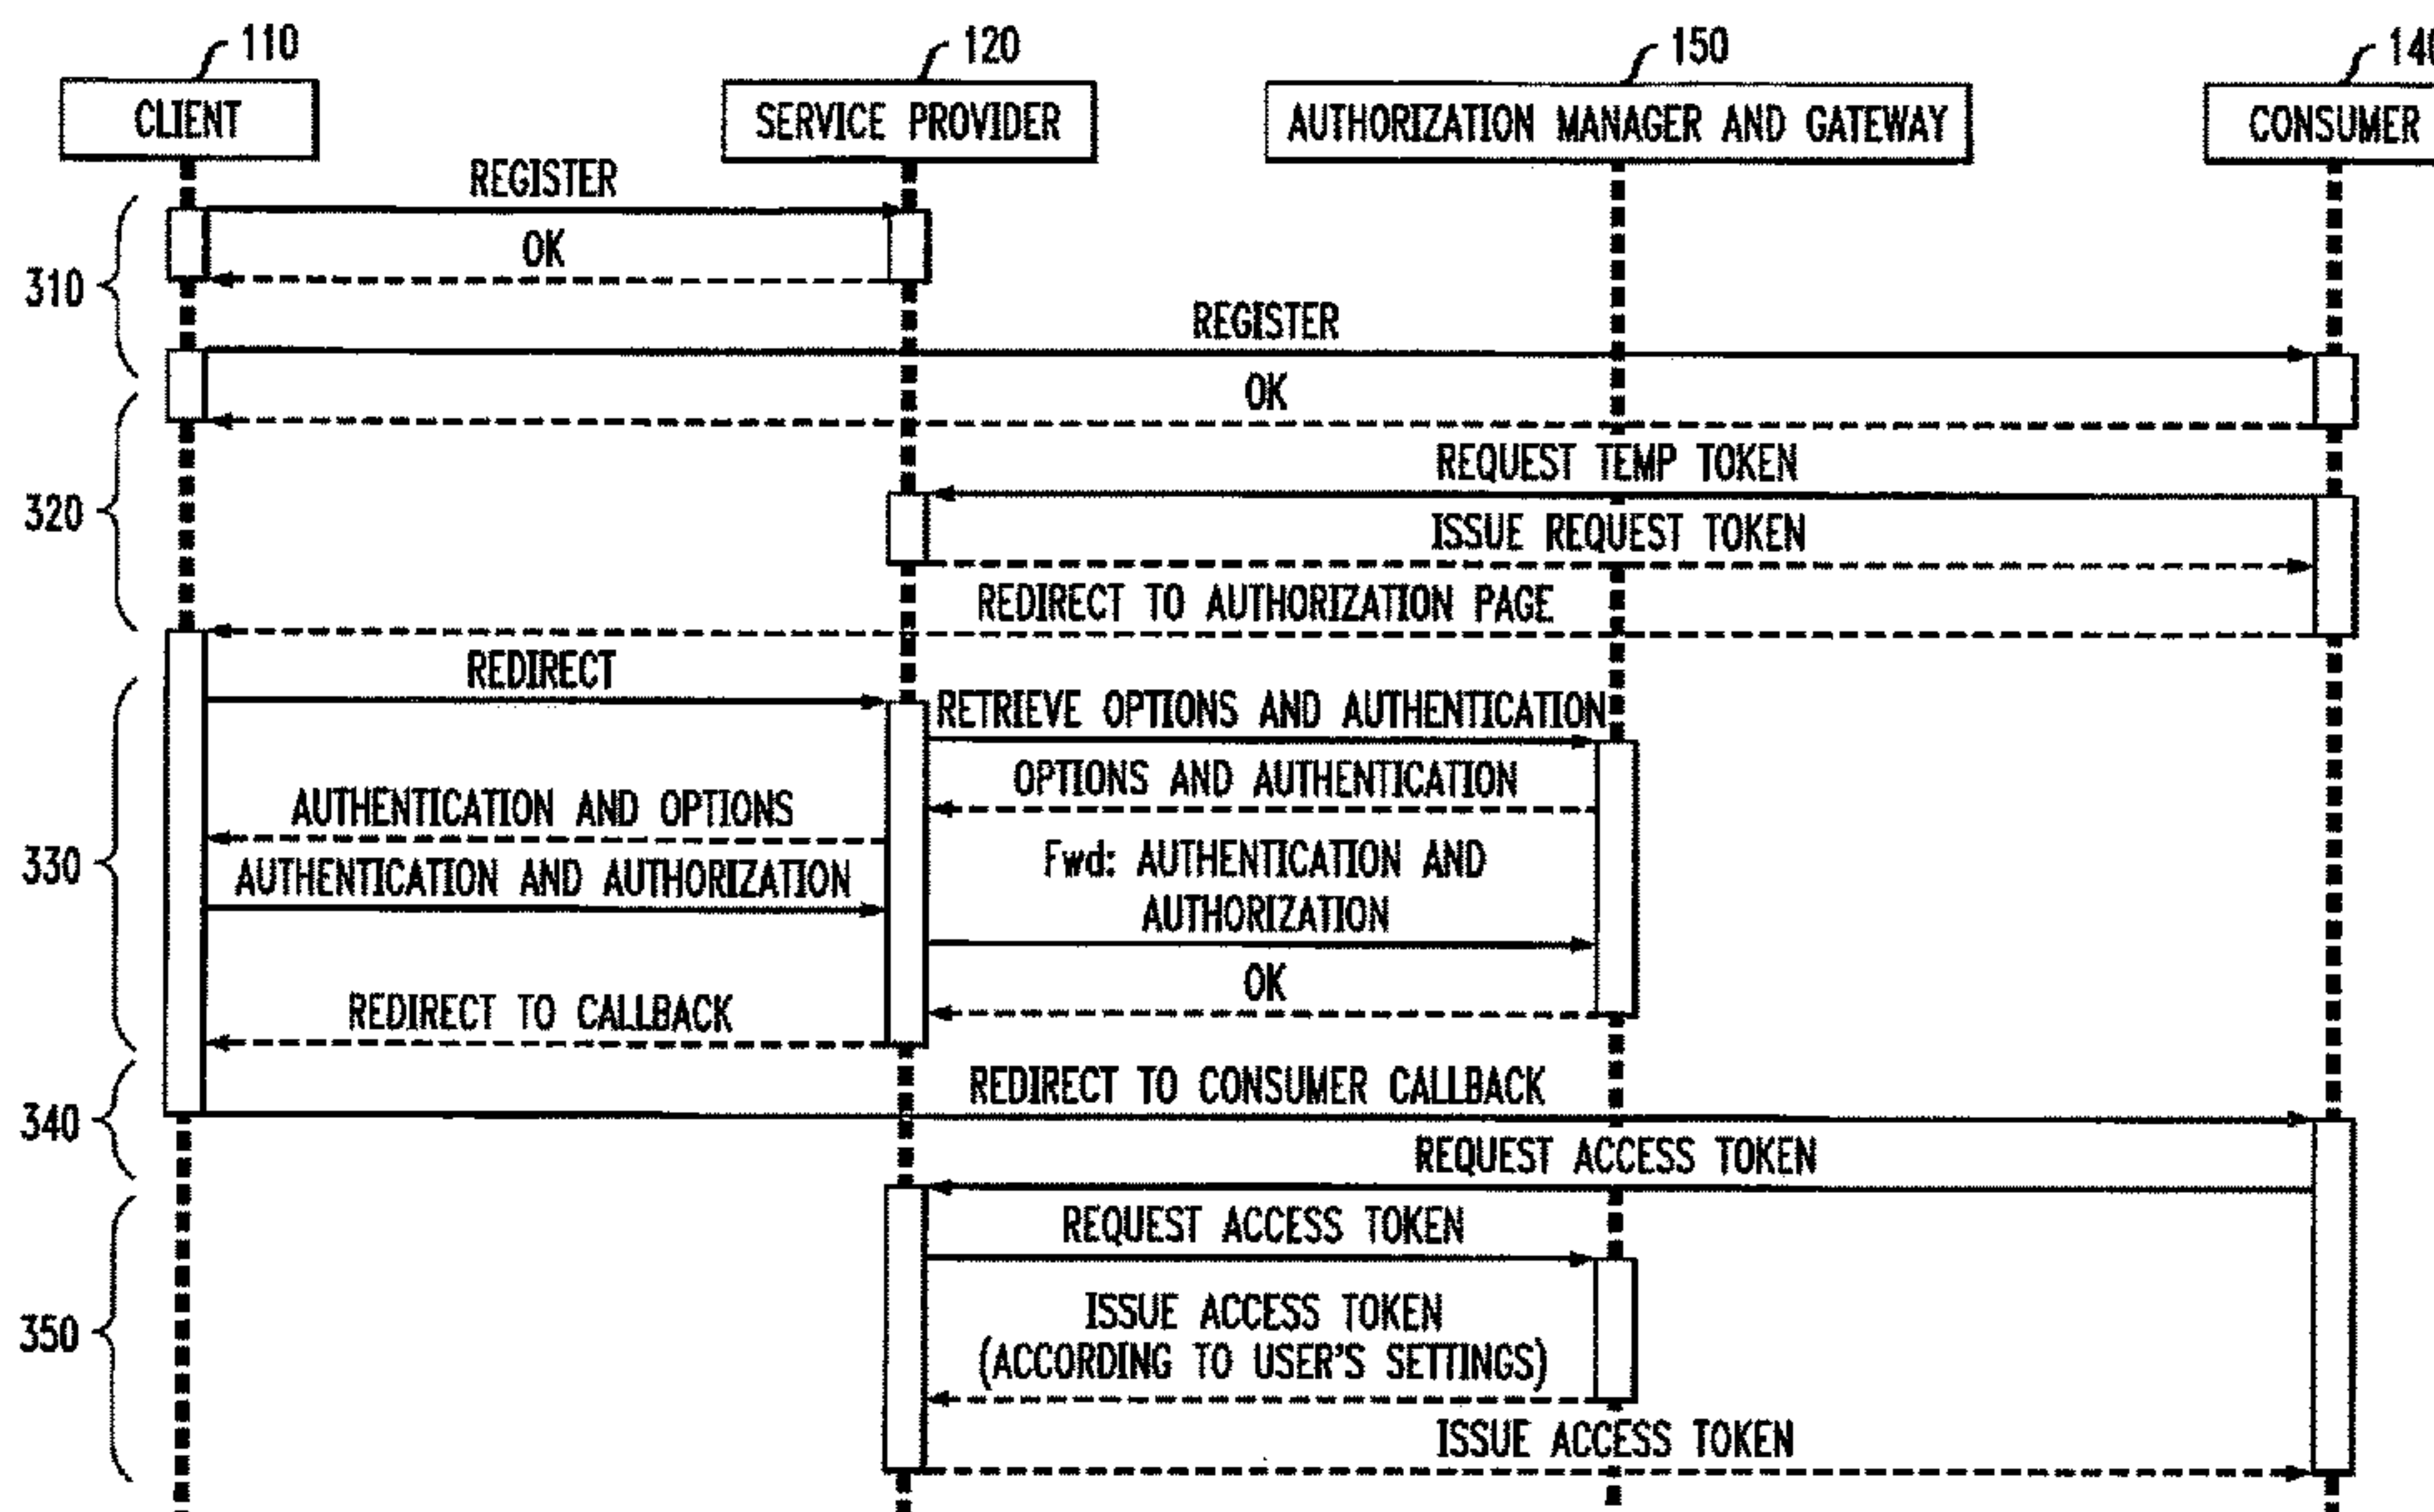 110
120
150
140
CLIENT
SERVICE PROVIDER
AUTHORIZATION MANAGER AND GATEWAY
CONSUMER
REGISTER
OK
310
REGISTER
OK
REQUEST TEMP TOKEN
320
ISSUE REQUEST TOKEN
REDIRECT TO AUTHORIZATION PAGE
REDIRECT
RETRIEVE OPTIONS AND AUTHENTICATION
OPTIONS AND AUTHENTICATION
AUTHENTICATION AND OPTIONS
330
Fwd: AUTHENTICATION AND
AUTHORIZATION
AUTHENTICATION AND AUTHORIZATION
OK
REDIRECT TO CALLBACK
REDIRECT TO CONSUMER CALLBACK
340
REQUEST ACCESS TOKEN
REQUEST ACCESS TOKEN
350
ISSUE ACCESS TOKEN
(ACCORDING TO USER'S SETTINGS)
ISSUE ACCESS TOKEN